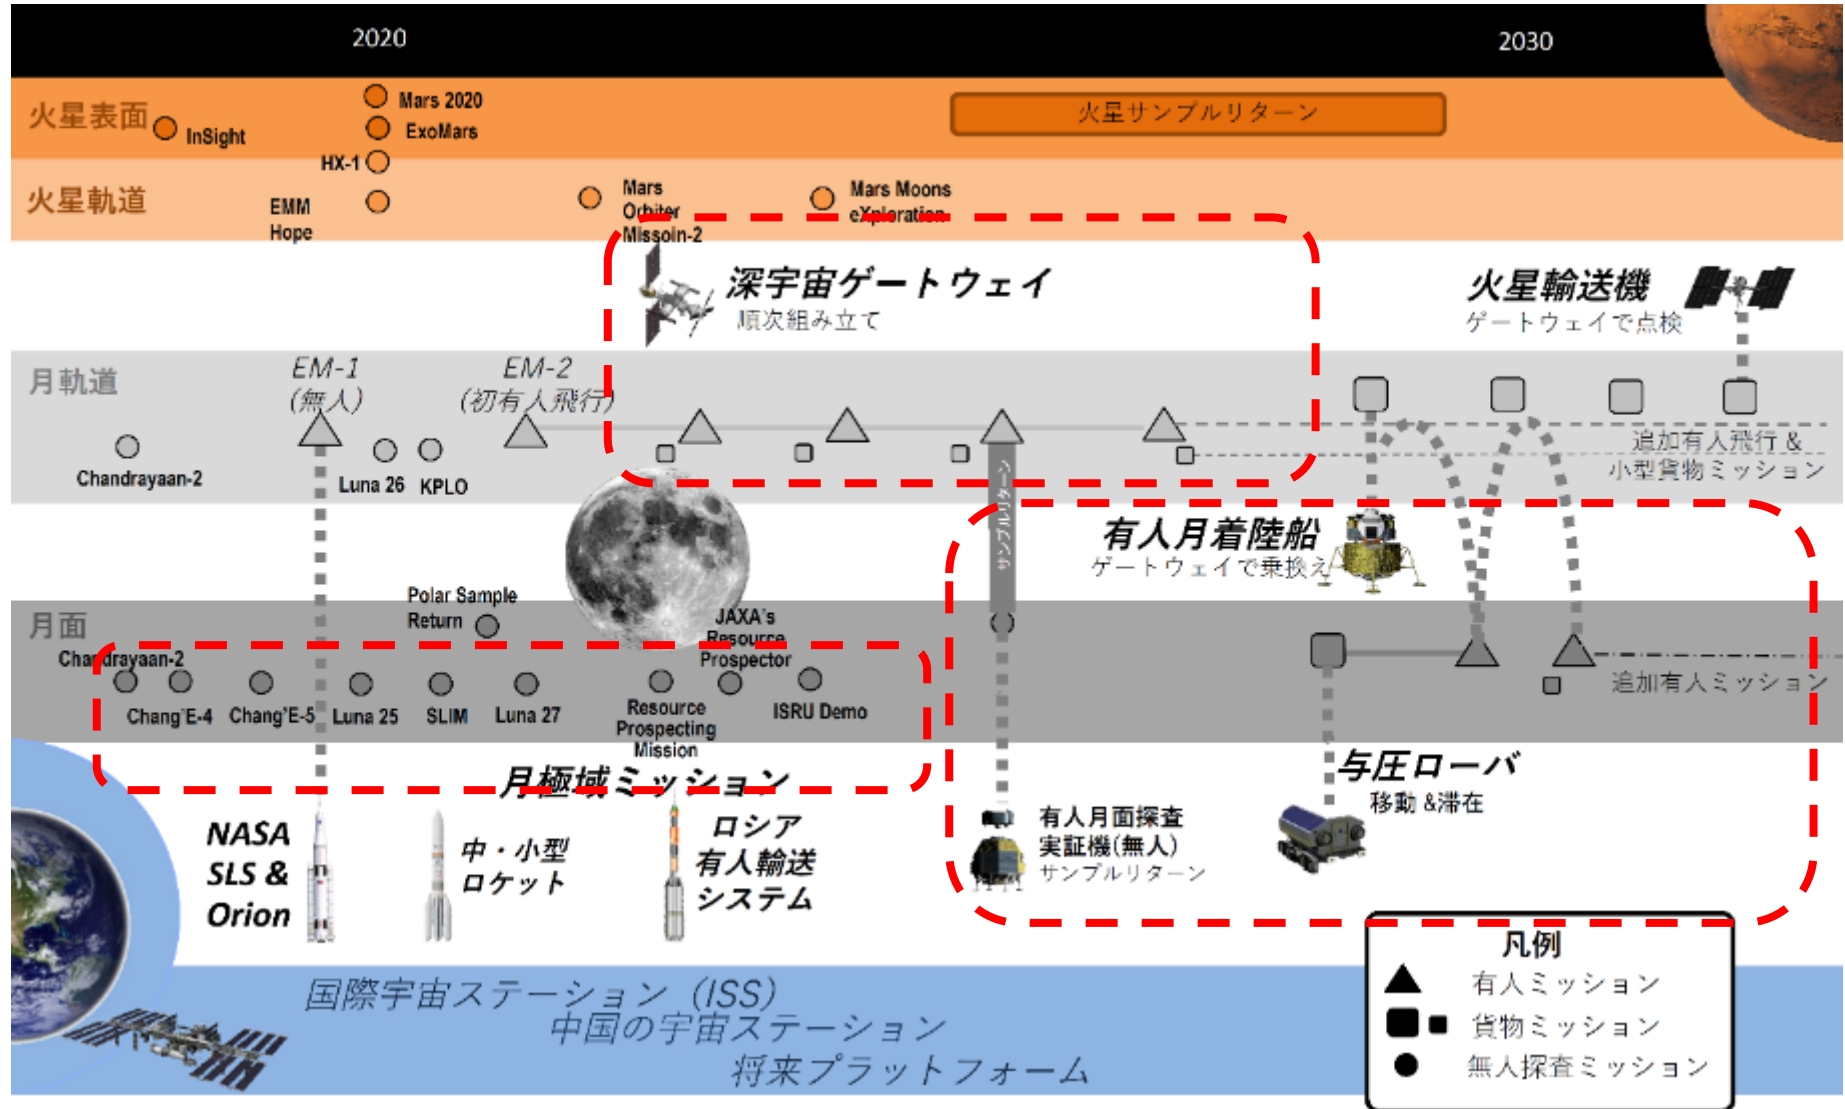 2020
2030
火星表面
InSight
Mars 2020
ExoMars
火星サンプルリターン
HX-1
火星軌道
EMM
Hope
Mars
Orbiter
Missoin-2
Mars Moons
eXploration
深宇宙ゲートウェイ
順次組み立て
火星輸送機
ゲートウェイで点検
月軌道
EM-1
(無人)
EM-2
(初有人飛行)
Chandrayaan-2
Luna 26
KPLO
追加有人飛行 &
小型貨物ミッション
サンプルリターン
有人月着陸船
ゲートウェイで乗換え
月面
Polar Sample
Return
JAXA's
Resource
Prospector
Chandrayaan-2
Chang'E-4
Chang'E-5
Luna 25
SLIM
Luna 27
Resource
Prospecting
Mission
ISRU Demo
追加有人ミッション
月極域ミッション
与圧ローバ
移動 &滞在
NASA
SLS &
Orion
中・小型
ロケット
ロシア
有人輸送
システム
有人月面探査
実証機(無人)
サンプルリターン
国際宇宙ステーション（ISS）
中国の宇宙ステーション
将来プラットフォーム
凡例
有人ミッション
貨物ミッション
無人探査ミッション